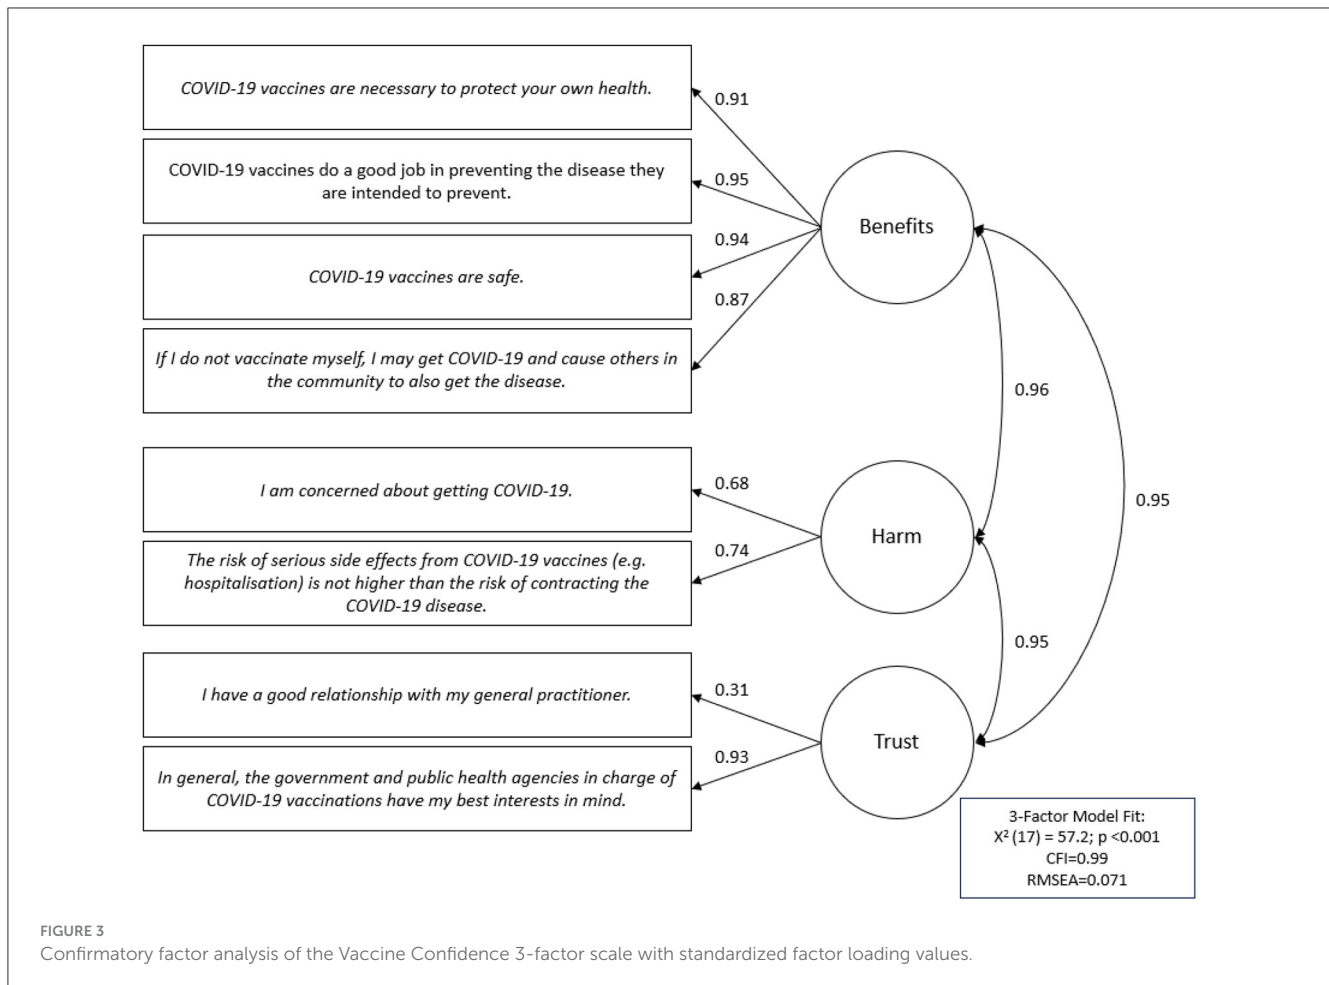 COVID-19 vaccines are necessary to protect your own health.
0.91
COVID-19 vaccines do a good job in preventing the disease they
are intended to prevent.
0.95
COVID-19 vaccines are safe.
0.94
If I do not vaccinate myself, I may get COVID-19 and cause others in
the community to also get the disease.
0.87
Benefits
0.96
0.95
I am concerned about getting COVID-19.
0.68
The risk of serious side effects from COVID-19 vaccines (e.g.
hospitalisation) is not higher than the risk of contracting the
COVID-19 disease.
0.74
Harm
0.95
I have a good relationship with my general practitioner.
0.31
In general, the government and public health agencies in charge of
COVID-19 vaccinations have my best interests in mind.
0.93
Trust
3-Factor Model Fit:
X² (17) = 57.2; p <0.001
CFI=0.99
RMSEA=0.071
FIGURE 3
Confirmatory factor analysis of the Vaccine Confidence 3-factor scale with standardized factor loading values.